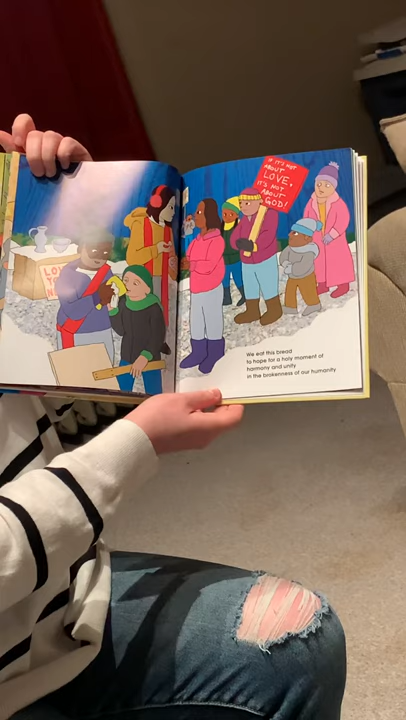 IF IT'S NOT
ABOUT
LOVE,
IT'S NOT
ABOUT
GOD!
We eat this bread
to hope for a holy moment of
harmony and unity
in the brokenness of our humanity